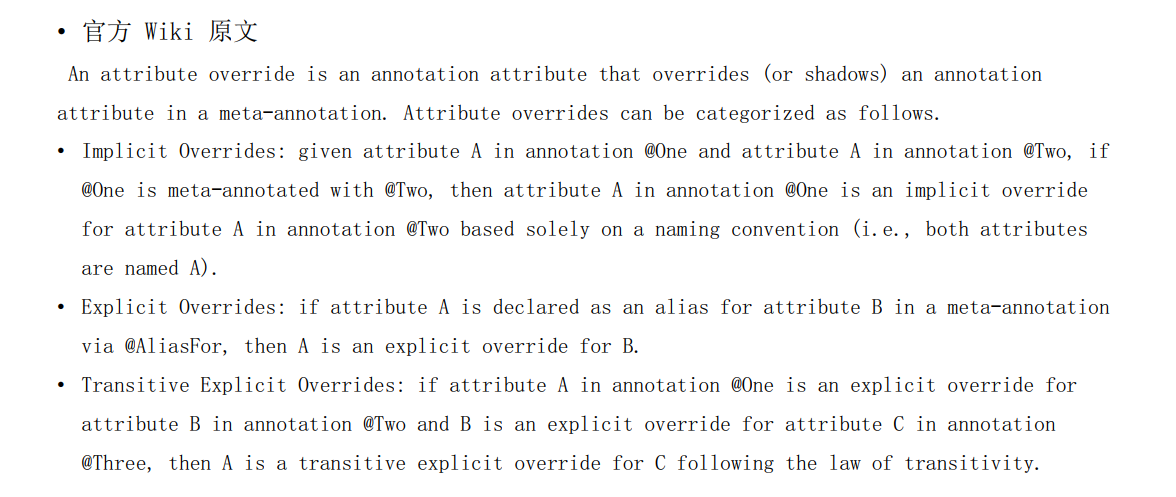 • 官方 Wiki 原文
An attribute override is an annotation attribute that overrides (or shadows) an annotation
attribute in a meta-annotation. Attribute overrides can be categorized as follows.
• Implicit Overrides: given attribute A in annotation @One and attribute A in annotation @Two, if
@One is meta-annotated with @Two, then attribute A in annotation @One is an implicit override
for attribute A in annotation @Two based solely on a naming convention (i.e., both attributes
are named A).
• Explicit Overrides: if attribute A is declared as an alias for attribute B in a meta-annotation
via @AliasFor, then A is an explicit override for B.
• Transitive Explicit Overrides: if attribute A in annotation @One is an explicit override for
attribute B in annotation @Two and B is an explicit override for attribute C in annotation
@Three, then A is a transitive explicit override for C following the law of transitivity.